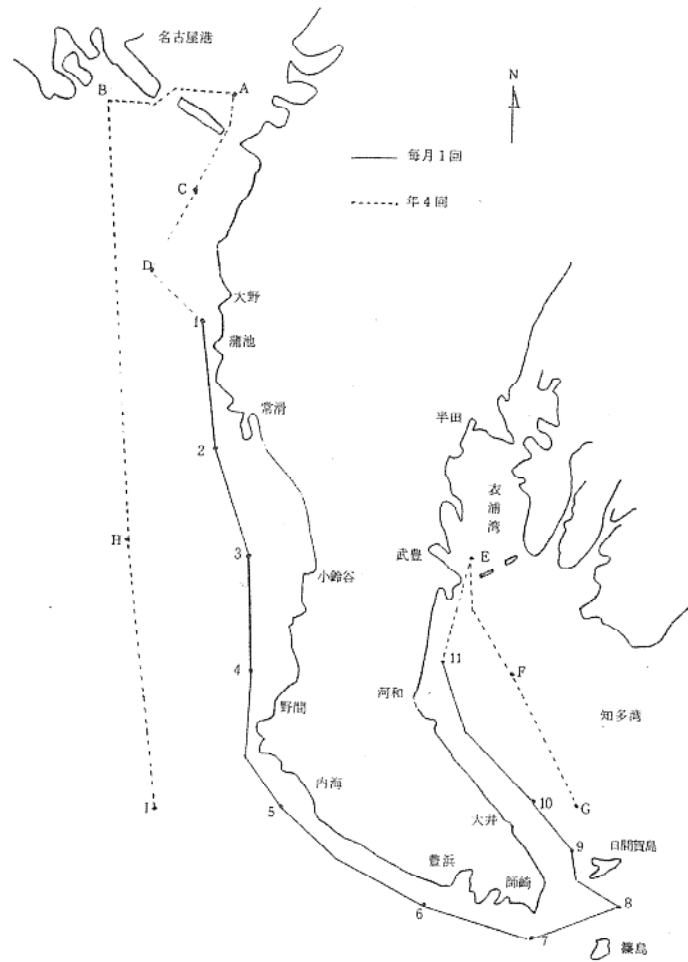 名古屋港
B
A
N
毎月1回
C
年4回
D
大野
1
蒲池
常滑
半田
2
衣浦湾
H
3
小鈴谷
武豊
E
4
11
F
河和
野間
知多湾
内海
I
5
10
G
大井
9
日間賀島
豊浜
師崎
6
8
7
篠島